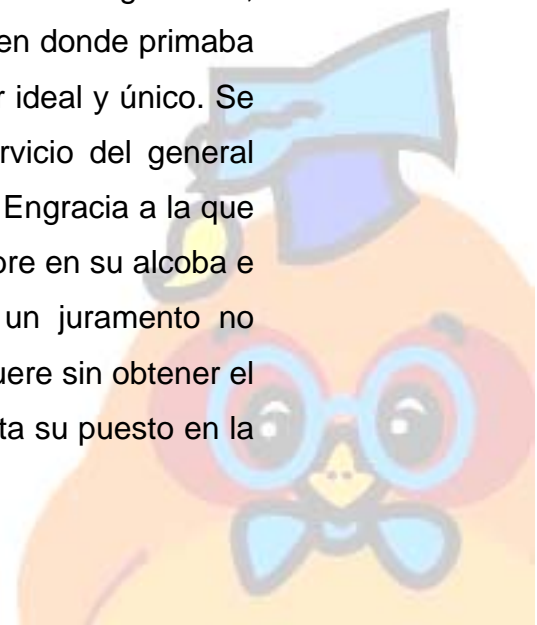 en donde primaba
r ideal y único. Se
rvicio del general
Engracia a la que
bre en su alcoba e
un juramento no
uere sin obtener el
ta su puesto en la